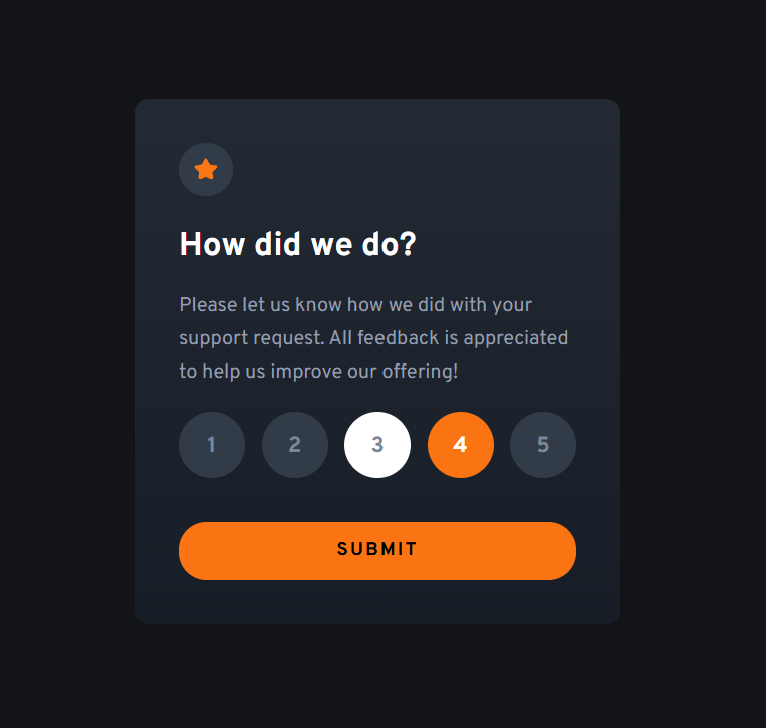 How did we do?
Please let us know how we did with your
support request. All feedback is appreciated
to help us improve our offering!
1 2 3 4 5
SUBMIT